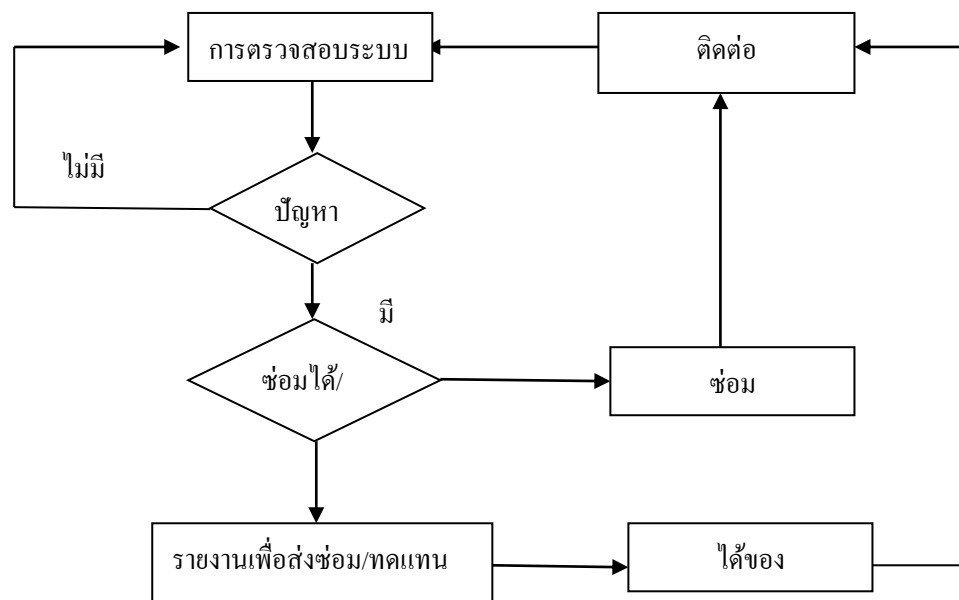 การตรวจสอบระบบ
ติดต่อ
ไม่มี
ปัญหา
มี
ซ่อมได้/
ซ่อม
รายงานเพื่อส่งซ่อม/ทดแทน
ได้ของ